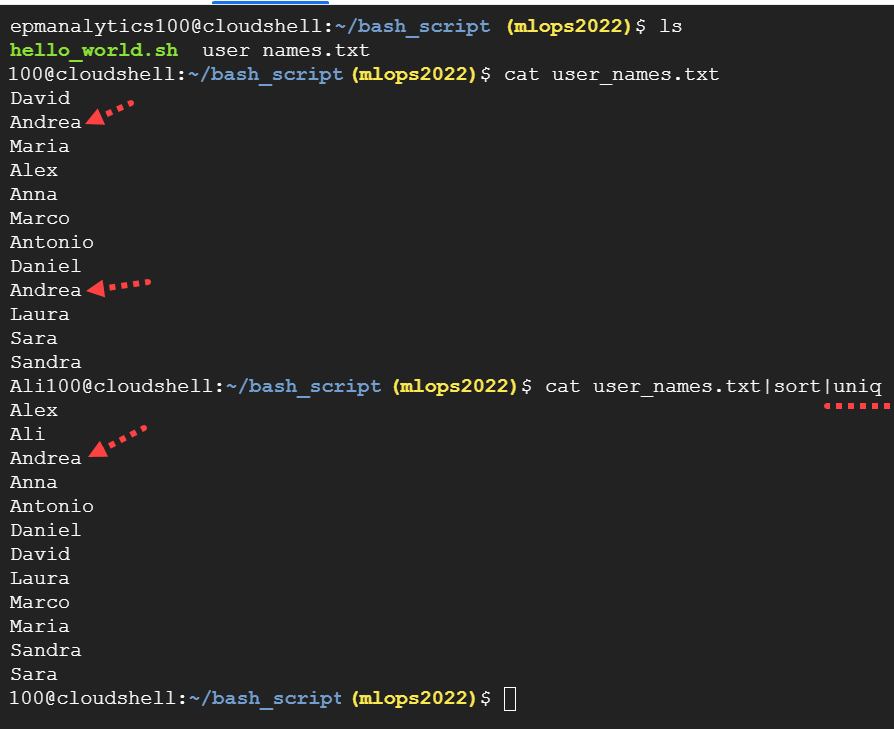 epmanalytics100@cloudshell:~/bash_script (mlops2022)$ ls
hello_world.sh  user names.txt
100@cloudshell:~/bash_script (mlops2022)$ cat user_names.txt
David
Andrea
Maria
Alex
Anna
Marco
Antonio
Daniel
Andrea
Laura
Sara
Sandra
Ali100@cloudshell:~/bash_script (mlops2022)$ cat user_names.txt|sort|uniq
Alex
Ali
Andrea
Anna
Antonio
Daniel
David
Laura
Marco
Maria
Sandra
Sara
100@cloudshell:~/bash_script (mlops2022)$